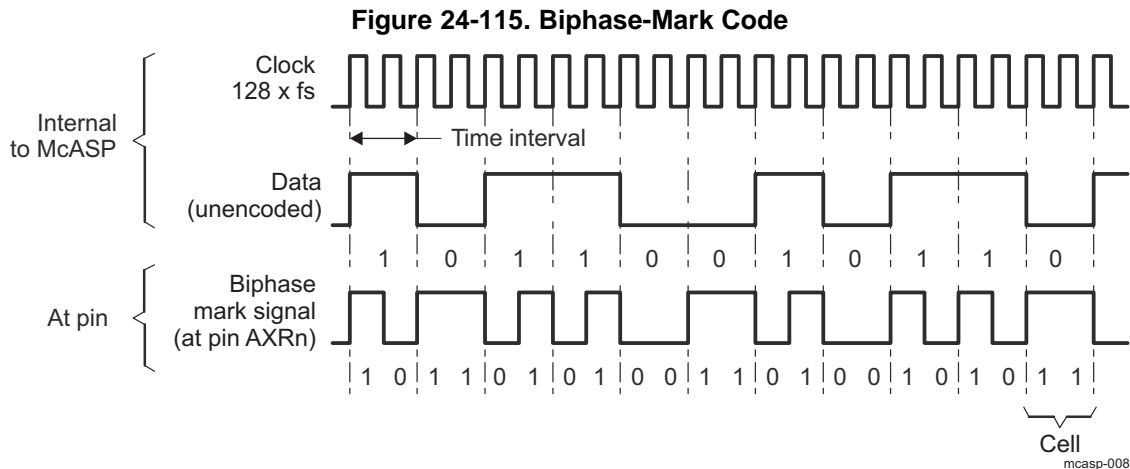 Figure 24-115. Biphase-Mark Code
Clock
128 x fs
Internal
to McASP
Time interval
Data
(unencoded)
1 0 1 1 0 0 1 0 1 1 0
Biphase
mark signal
(at pin AXRn)
At pin
1 0 1 1 0 1 0 1 0 0 1 1 0 1 0 0 1 0 1 0 1 1
Cell
mcasp-008